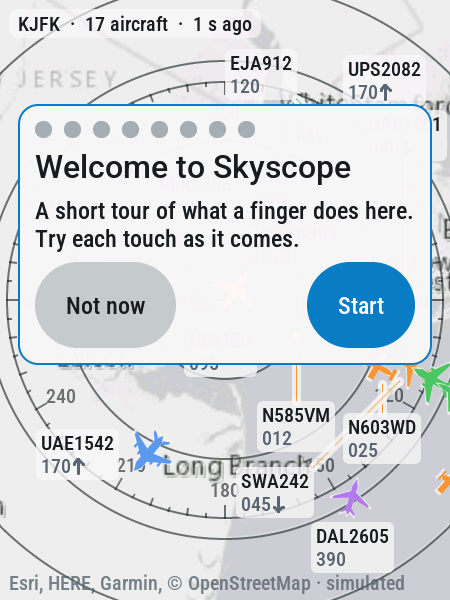 KJFK · 17 aircraft · 1 s ago
EJA912
120
UPS2082
170↑
JERSEY
1
Welcome to Skyscope
A short tour of what a finger does here.
Try each touch as it comes.
Not now
Start
240
N585VM
012
N603WD
025
UAE1542
170↑
Long Branch
180
SWA242
045↓
DAL2605
390
Esri, HERE, Garmin, © OpenStreetMap · simulated